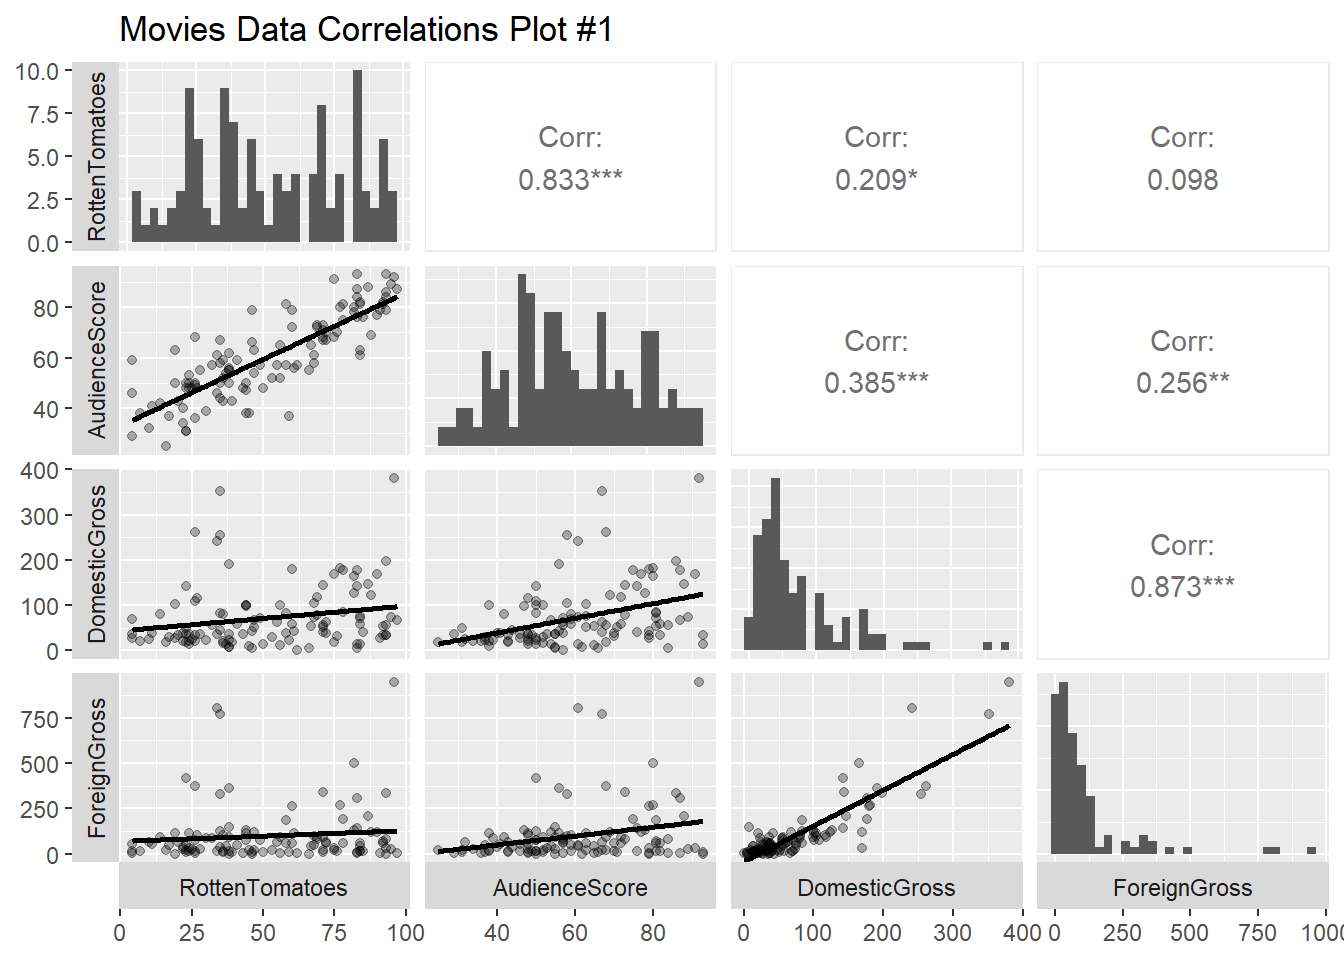 Movies Data Correlations Plot #1
RottenTomatoes
10.0
7.5
5.0
2.5
0.0
Corr:
0.833***
Corr:
0.209*
Corr:
0.098
AudienceScore
80
60
40
Corr:
0.385***
Corr:
0.256**
DomesticGross
400
300
200
100
0
Corr:
0.873***
ForeignGross
750
500
250
0
RottenTomatoes AudienceScore DomesticGross ForeignGross
0 25 50 75 100 40 60 80 0 100 200 300 400 0 250 500 750 1000